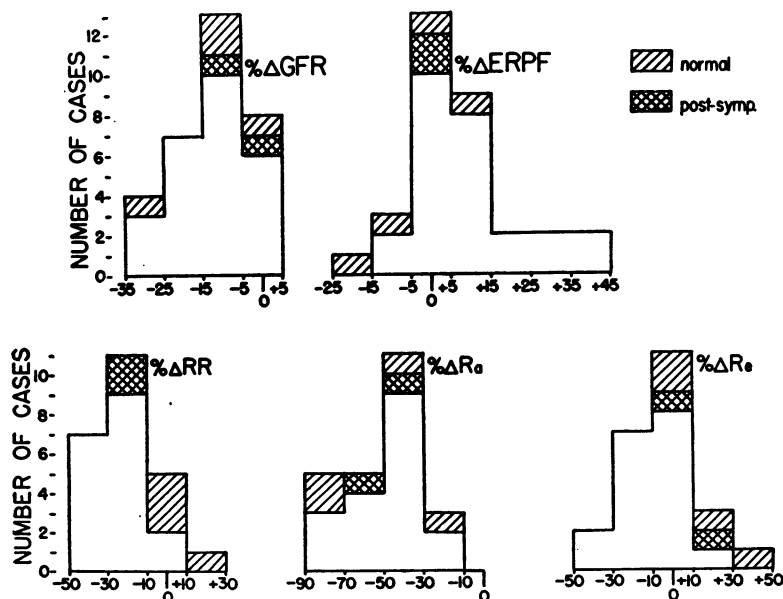 NUMBER OF CASES
12-
10-
8-
6-
4-
2-
0-
%ΔGFR
-35 -25 -15 -5 0 +5
%ΔERPF
-25 -15 -5 0 +5 +15 +25 +35 +45
normal
post-symp.
NUMBER OF CASES
10-
8-
6-
4-
2-
0-
%ΔRR
-50 -30 -10 0 +10 +30
%ΔRa
-90 -70 -50 -30 -10 0
%ΔRe
-50 -30 -10 0 +10 +30 +50